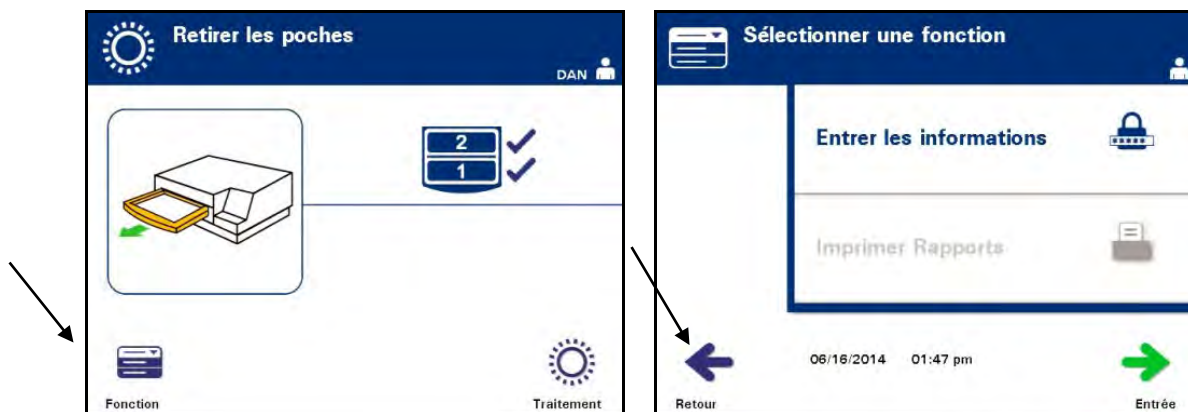 Retirer les poches
DAN
2
1
Fonction
Traitement
Sélectionner une fonction
Entrer les informations
*****
Imprimer Rapports
06/16/2014 01:47 pm
Retour
Entrée